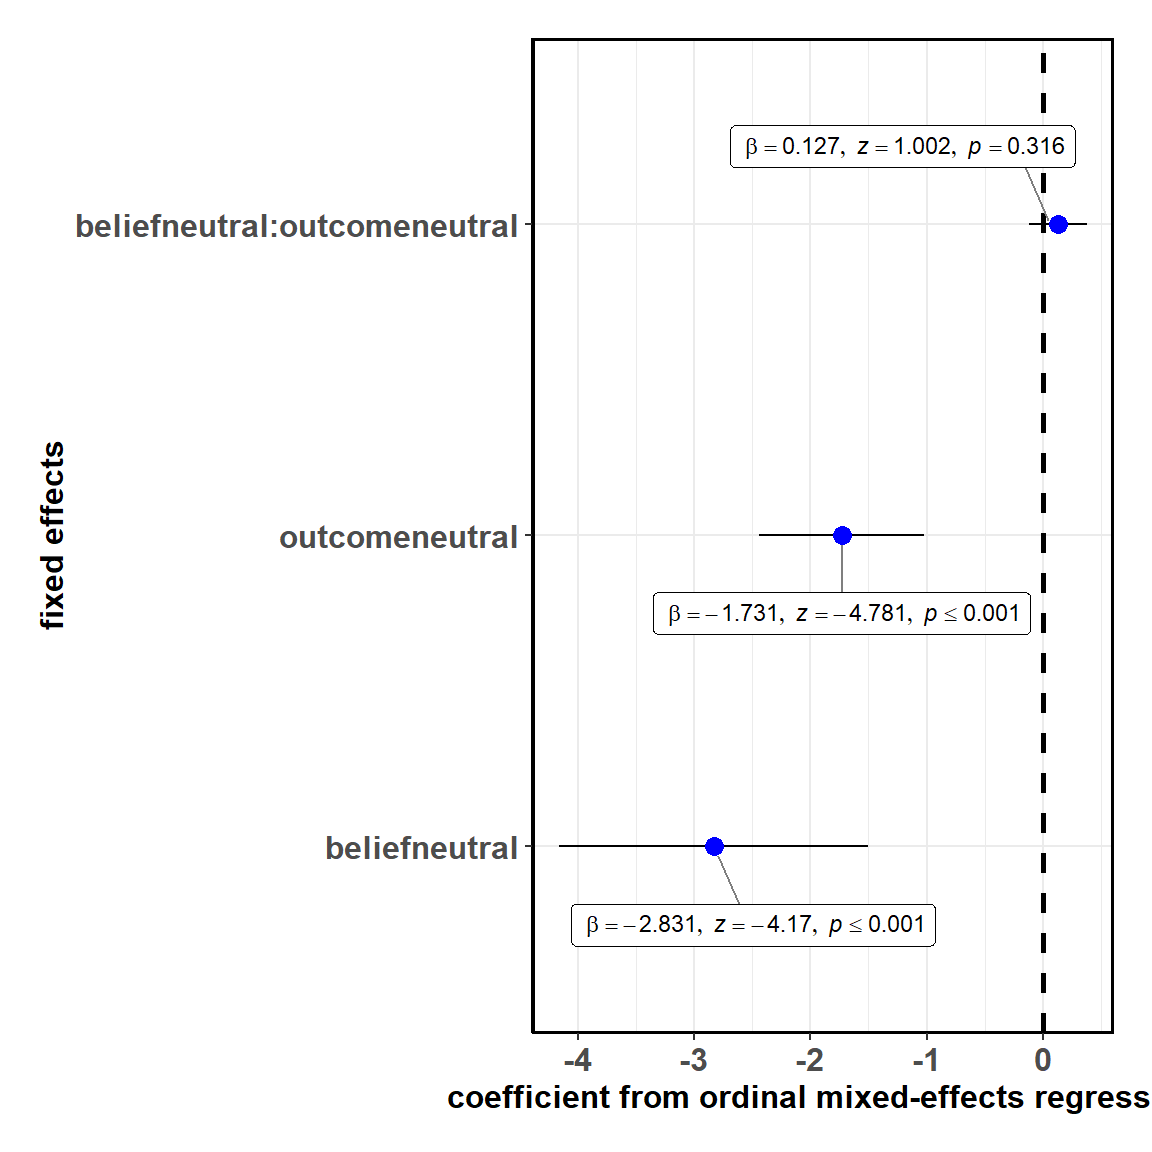 β = 0.127, z = 1.002, p = 0.316
beliefneutral:outcomeneutral
fixed effects
outcomeneutral
β = −1.731, z = −4.781, p ≤ 0.001
beliefneutral
β = −2.831, z = −4.17, p ≤ 0.001
-4 -3 -2 -1 0
coefficient from ordinal mixed-effects regress